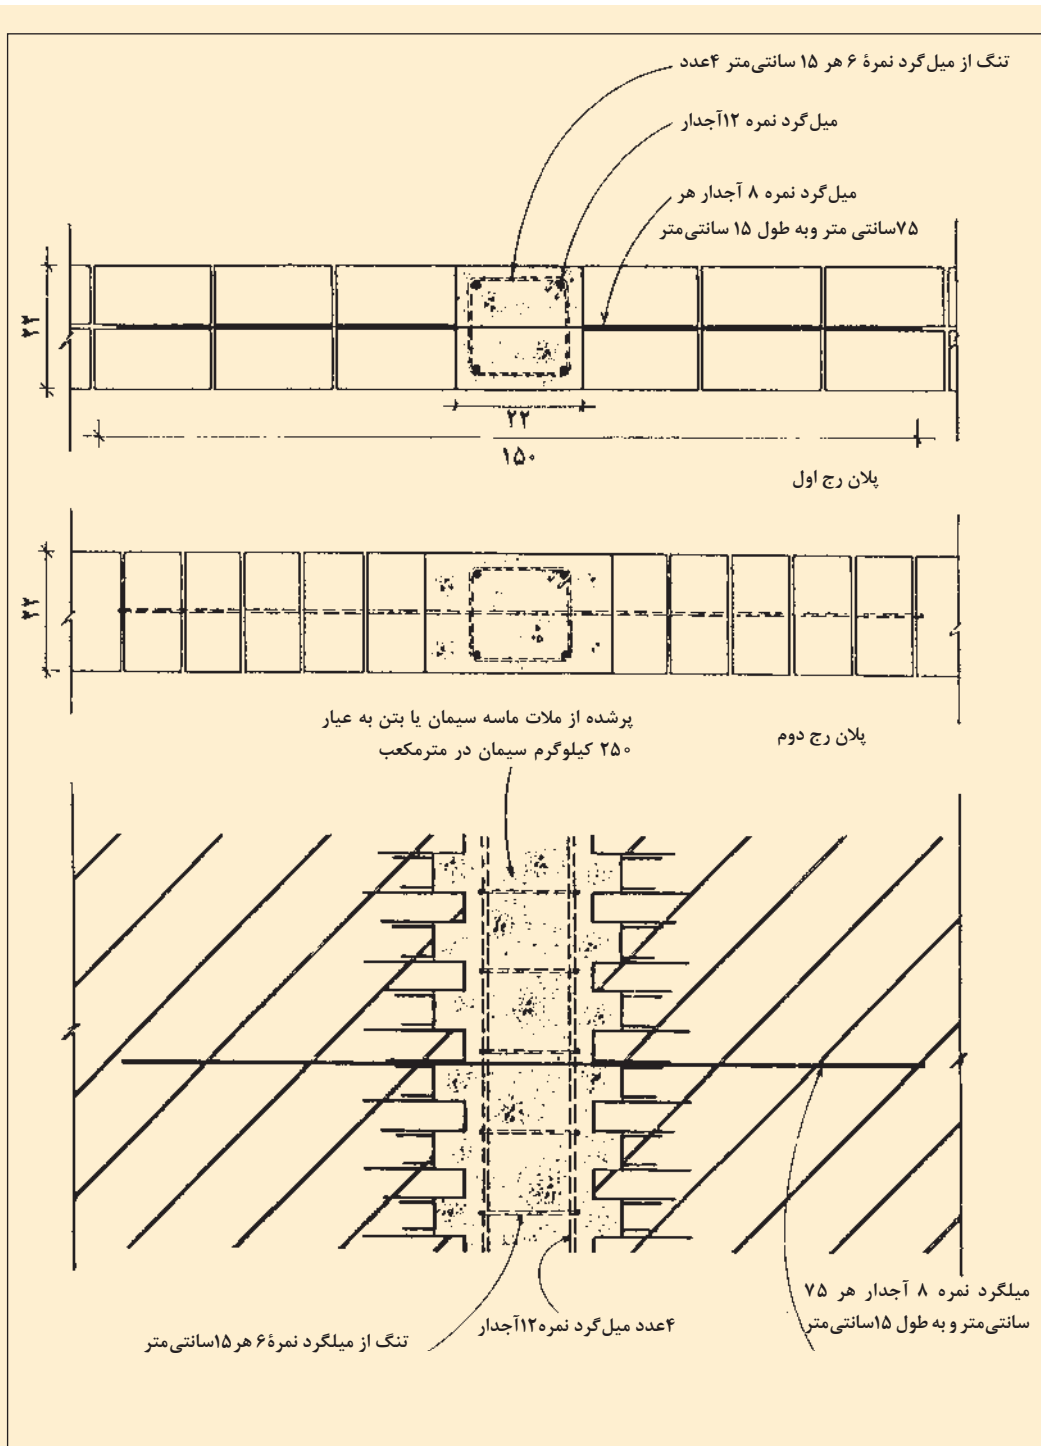 تنگ از میل‌گرد نمرهٔ ۶ هر ۱۵ سانتی‌متر ۴عدد
میل‌گرد نمره ۱۲آجدار
میل‌گرد نمره ۸ آجدار هر
۷۵سانتی متر وبه طول ۱۵ سانتی‌متر
۲۲
۲۲
۱۵۰
پلان رج اول
۲۲
پرشده از ملات ماسه سیمان یا بتن به عیار
۲۵۰ کیلوگرم سیمان در مترمکعب
پلان رج دوم
میلگرد نمره ۸ آجدار هر ۷۵
سانتی‌متر و به طول ۱۵سانتی‌متر
۴عدد میل‌گرد نمره۱۲آجدار
تنگ از میلگرد نمرهٔ۶ هر۱۵سانتی‌متر